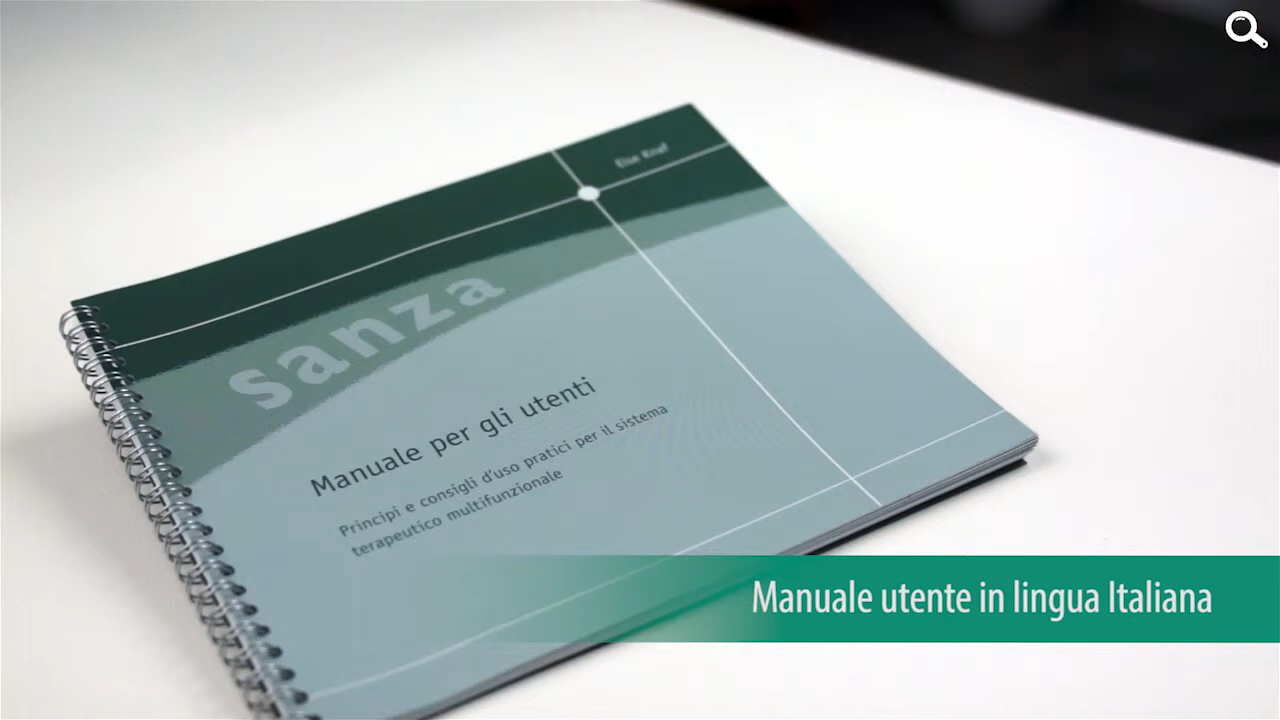 Else Knaf
sanza
Manuale per gli utenti
Principi e consigli d'uso pratici per il sistema
terapeutico multifunzionale
Manuale utente in lingua Italiana